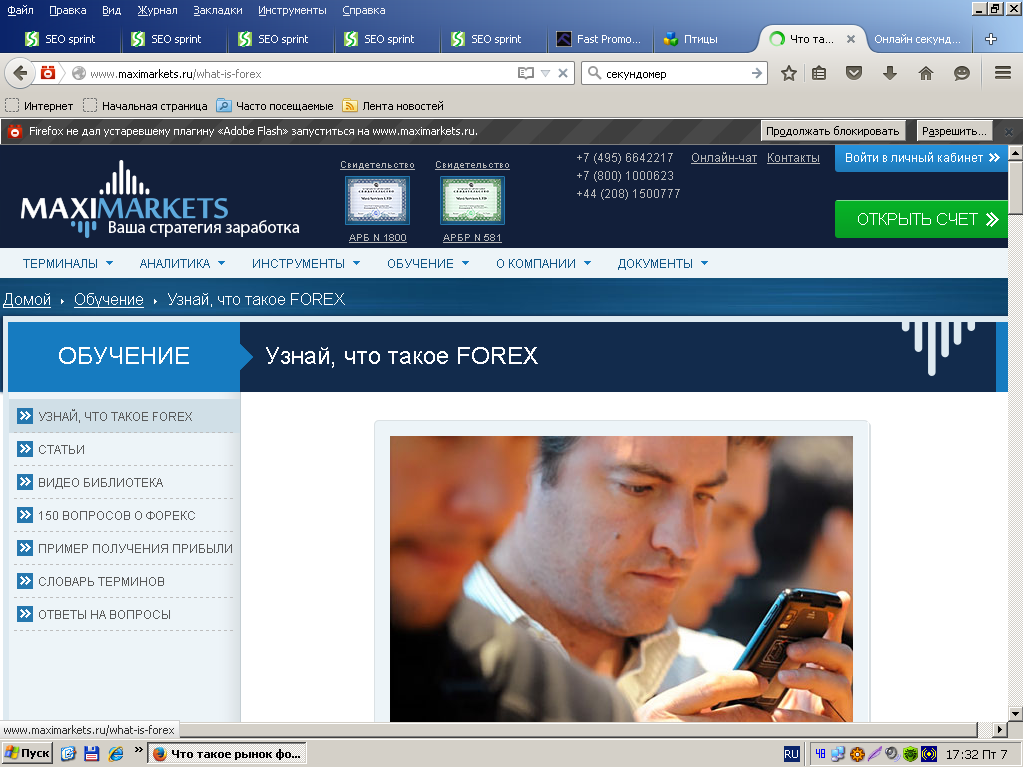 Файл Правка Вид Журнал Закладки Инструменты Справка
SEO sprint SEO sprint SEO sprint SEO sprint SEO sprint Fast Promo... Птицы Что та... Онлайн секунд...
www.maximarkets.ru/what-is-forex секундомер
Интернет Начальная страница Часто посещаемые Лента новостей
Firefox не дал устаревшему плагину «Adobe Flash» запуститься на www.maximarkets.ru. Продолжать блокировать Разрешить...
Свидетельство Свидетельство +7 (495) 6642217 Онлайн-чат Контакты Войти в личный кабинет
+7 (800) 1000623
+44 (208) 1500777
MAXIMARKETS
Ваша стратегия заработка
ОТКРЫТЬ СЧЕТ
АРБ N 1800 АРБР N 581
ТЕРМИНАЛЫ АНАЛИТИКА ИНСТРУМЕНТЫ ОБУЧЕНИЕ О КОМПАНИИ ДОКУМЕНТЫ
Домой Обучение Узнай, что такое FOREX
ОБУЧЕНИЕ Узнай, что такое FOREX
УЗНАЙ, ЧТО ТАКОЕ FOREX
СТАТЬИ
ВИДЕО БИБЛИОТЕКА
150 ВОПРОСОВ О ФОРЕКС
ПРИМЕР ПОЛУЧЕНИЯ ПРИБЫЛИ
СЛОВАРЬ ТЕРМИНОВ
ОТВЕТЫ НА ВОПРОСЫ
www.maximarkets.ru/what-is-forex
Пуск Что такое рынок фо... RU 48 17:32 Пт 7